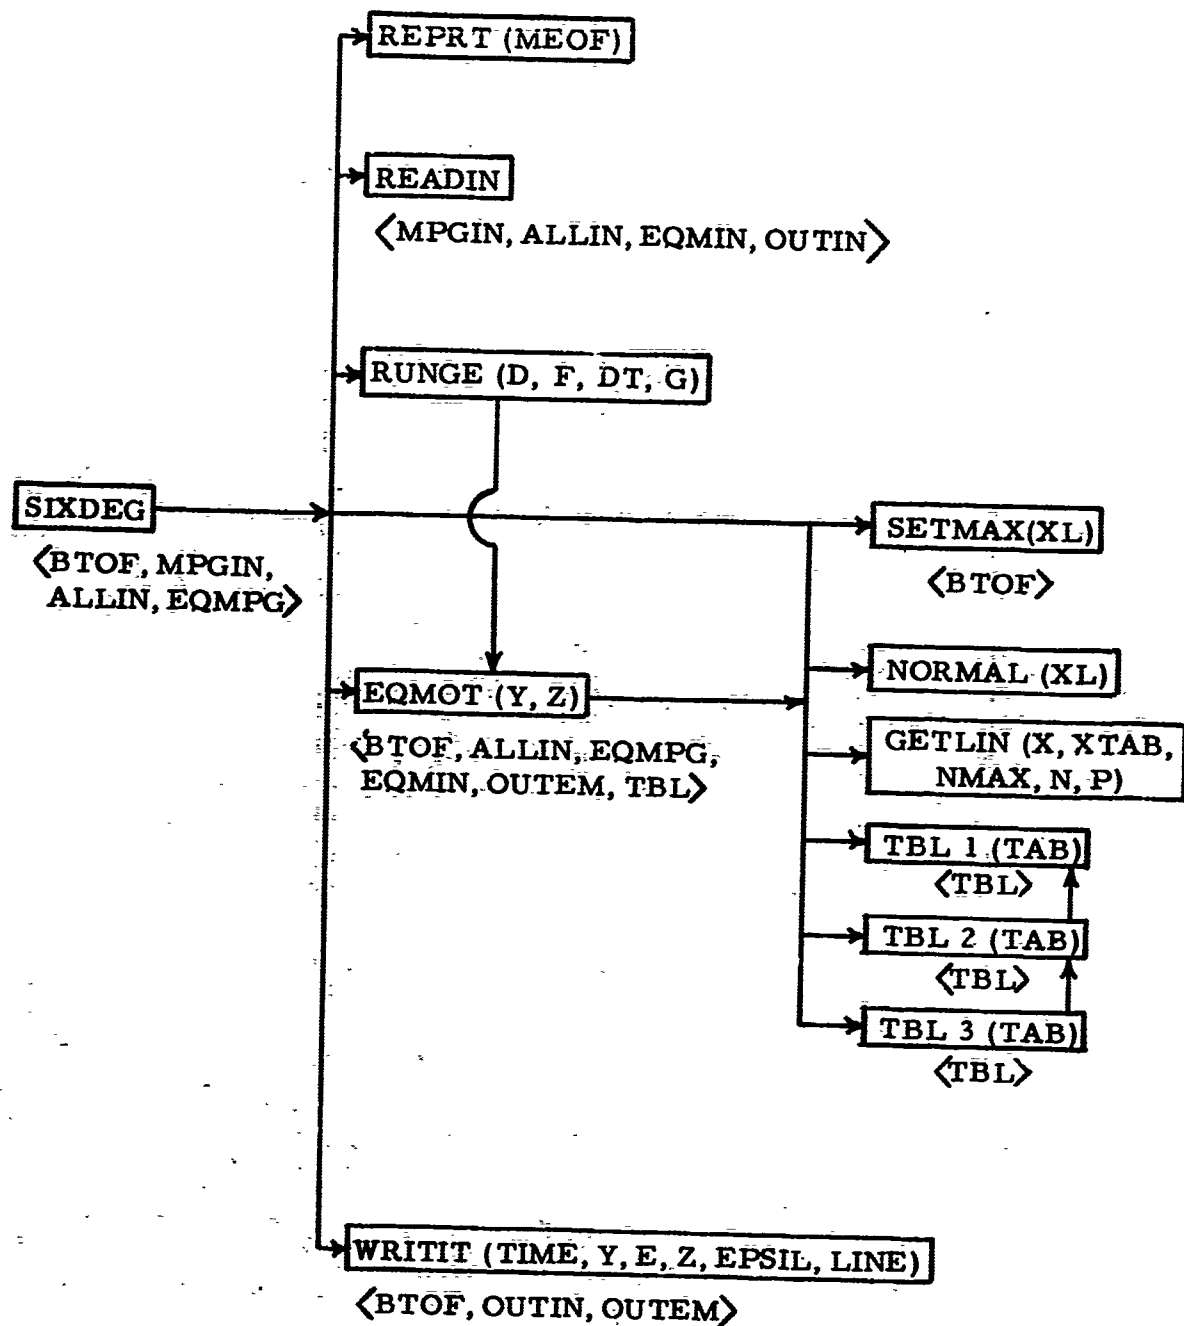 REPRT (MEOF)
READIN
<MPGIN, ALLIN, EQMIN, OUTIN>
RUNGE (D, F, DT, G)
SIXDEG
<BTOF, MPGIN,
ALLIN, EQMPG>
SETMAX(XL)
<BTOF>
NORMAL (XL)
EQMOT (Y, Z)
<BTOF, ALLIN, EQMPG,
EQMIN, OUTEM, TBL>
GETLIN (X, XTAB,
NMAX, N, P)
TBL 1 (TAB)
<TBL>
TBL 2 (TAB)
<TBL>
TBL 3 (TAB)
<TBL>
WRITIT (TIME, Y, E, Z, EPSIL, LINE)
<BTOF, OUTIN, OUTEM>